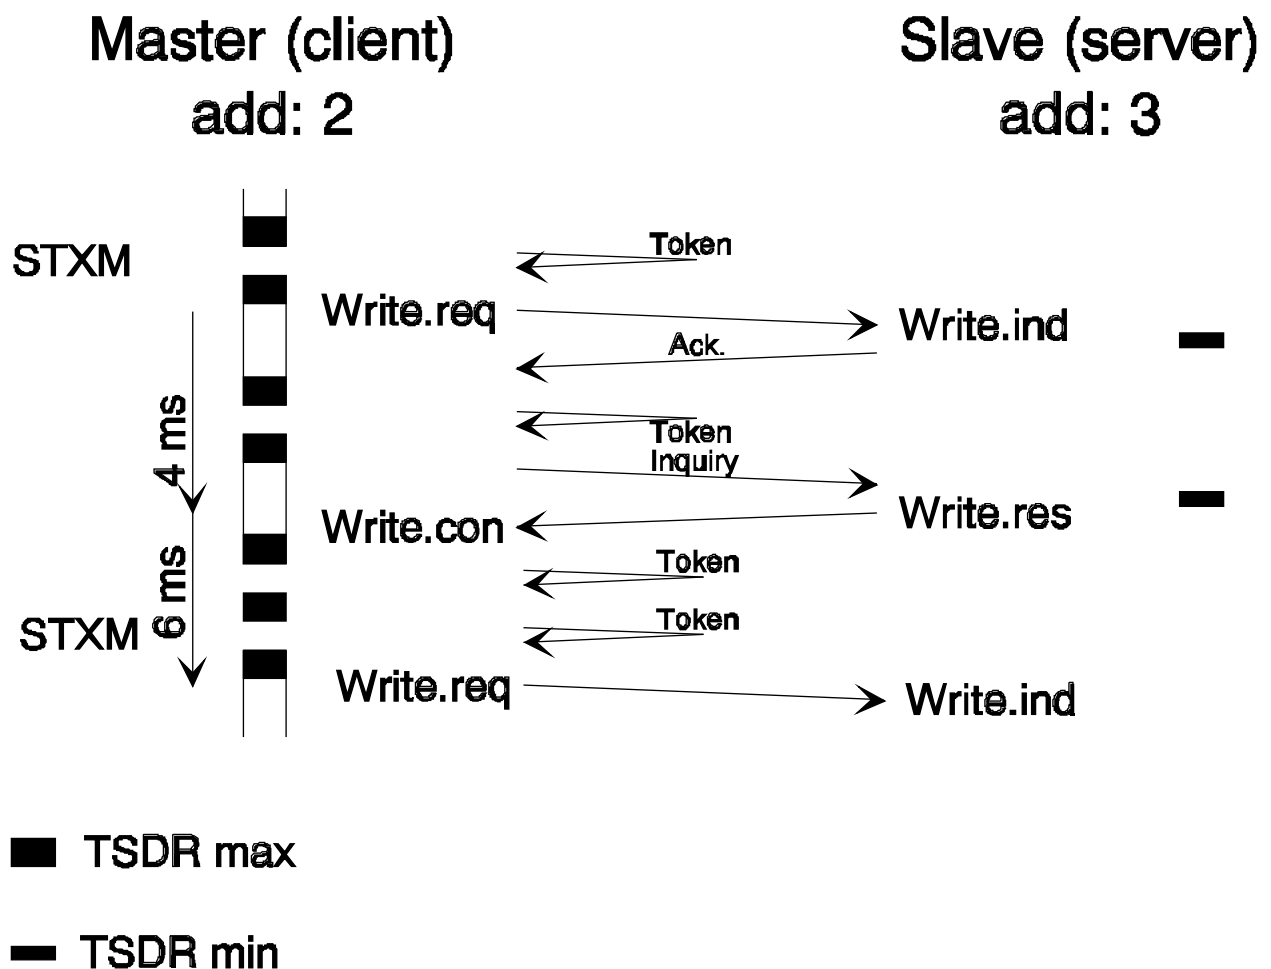 Master (client)
add: 2
Slave (server)
add: 3
STXM
Token
Write.req
Write.ind
Ack.
4 ms
Token
Inquiry
Write.res
Write.con
Token
6 ms
Token
STXM
Write.req
Write.ind
TSDR max
TSDR min